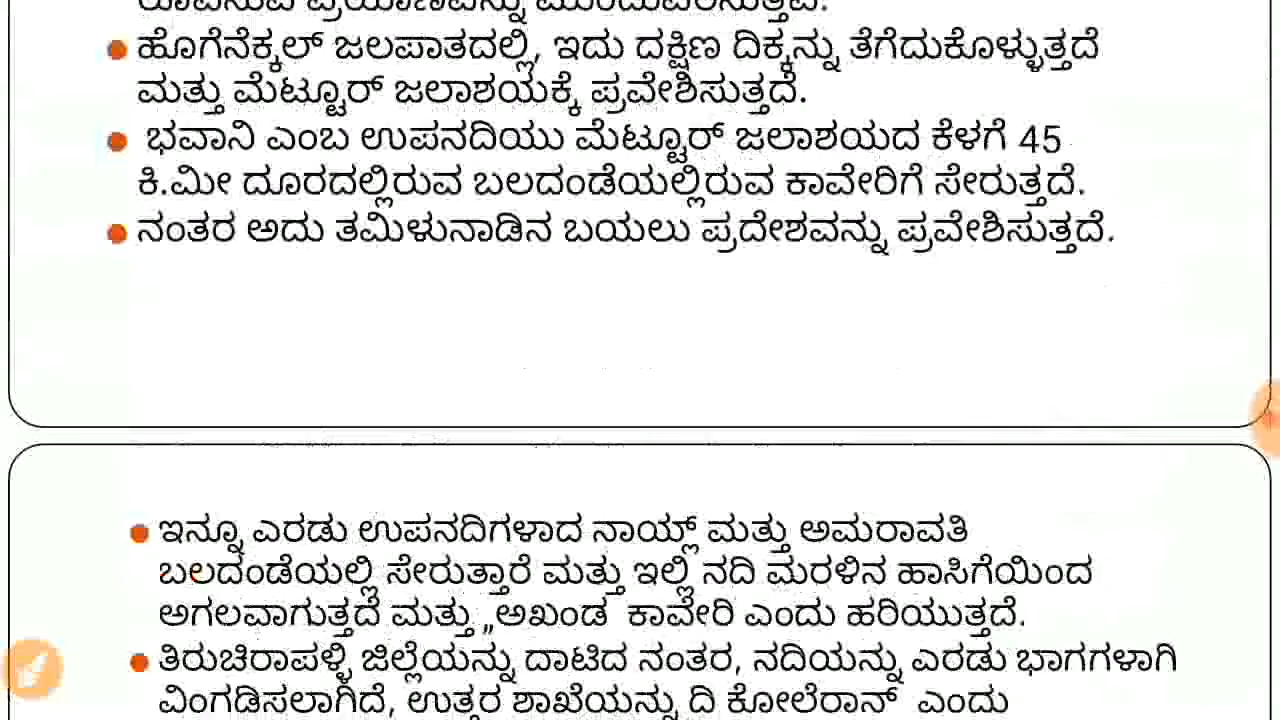 ಹೊಗೆನೆಕ್ಕಲ್ ಜಲಪಾತದಲ್ಲಿ, ಇದು ದಕ್ಷಿಣ ದಿಕ್ಕನ್ನು ತೆಗೆದುಕೊಳ್ಳುತ್ತದೆ
ಮತ್ತು ಮೆಟ್ಟೂರ್ ಜಲಾಶಯಕ್ಕೆ ಪ್ರವೇಶಿಸುತ್ತದೆ.
ಭವಾನಿ ಎಂಬ ಉಪನದಿಯು ಮೆಟ್ಟೂರ್ ಜಲಾಶಯದ ಕೆಳಗೆ 45
ಕಿ.ಮೀ ದೂರದಲ್ಲಿರುವ ಬಲದಂಡೆಯಲ್ಲಿರುವ ಕಾವೇರಿಗೆ ಸೇರುತ್ತದೆ.
ನಂತರ ಅದು ತಮಿಳುನಾಡಿನ ಬಯಲು ಪ್ರದೇಶವನ್ನು ಪ್ರವೇಶಿಸುತ್ತದೆ.
ಇನ್ನೂ ಎರಡು ಉಪನದಿಗಳಾದ ನಾಯ್ಲ್ ಮತ್ತು ಅಮರಾವತಿ
ಬಲದಂಡೆಯಲ್ಲಿ ಸೇರುತ್ತಾರೆ ಮತ್ತು ಇಲ್ಲಿ ನದಿ ಮರಳಿನ ಹಾಸಿಗೆಯಿಂದ
ಅಗಲವಾಗುತ್ತದೆ ಮತ್ತು „ಅಖಂಡ ಕಾವೇರಿ ಎಂದು ಹರಿಯುತ್ತದೆ.
ತಿರುಚಿರಾಪಳ್ಳಿ ಜಿಲ್ಲೆಯನ್ನು ದಾಟಿದ ನಂತರ, ನದಿಯನ್ನು ಎರಡು ಭಾಗಗಳಾಗಿ
ವಿಂಗಡಿಸಲಾಗಿದೆ, ಉತ್ತರ ಶಾಖೆಯನ್ನು ದಿ ಕೋಲೆರಾನ್ ಎಂದು